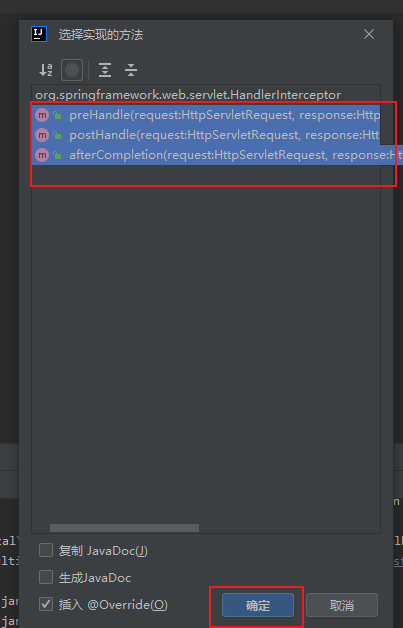 IJ 选择实现的方法
org.springframework.web.servlet.HandlerInterceptor
m preHandle(request:HttpServletRequest, response:Http
m postHandle(request:HttpServletRequest, response:Ht
m afterCompletion(request:HttpServletRequest, response:Ht
复制 JavaDoc(J)
生成JavaDoc
插入 @Override(O)
确定 取消